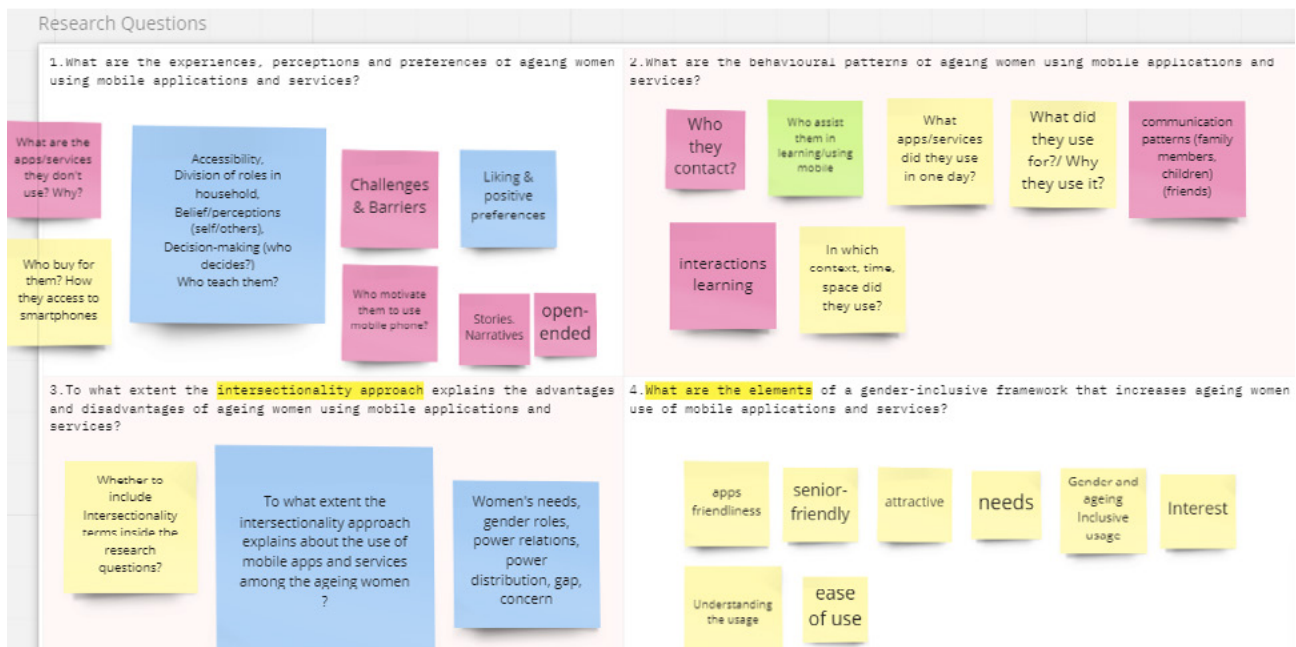 Research Questions
1.What are the experiences, perceptions and preferences of ageing women
using mobile applications and services?
What are the
apps/services
they don't
use? Why?
Accessibility,
Division of roles in
household,
Belief/perceptions
(self/others),
Decision-making (who
decides?)
Who teach them?
Challenges
& Barriers
Liking &
positive
preferences
Who buy for
them? How
they access to
smartphones
Who motivate
them to use
mobile phone?
Stories.
Narratives
open-
ended
2.What are the behavioural patterns of ageing women using mobile applications and
services?
Who
they
contact?
Who assist
them in
learning/using
mobile
What
apps/services
did they use
in one day?
What did
they use
for?/ Why
they use it?
communication
patterns (family
members,
children)
(friends)
interactions
learning
In which
context, time,
space did
they use?
3.To what extent the intersectionality approach explains the advantages
and disadvantages of ageing women using mobile applications and
services?
Whether to
include
Intersectionality
terms inside the
research
questions?
To what extent the
intersectionality approach
explains about the use of
mobile apps and services
among the ageing women
?
Women's needs,
gender roles,
power relations,
power
distribution, gap,
concern
4.What are the elements of a gender-inclusive framework that increases ageing women
use of mobile applications and services?
apps
friendliness
senior-
friendly
attractive
needs
Gender and
ageing
Inclusive
usage
Interest
Understanding
the usage
ease
of use